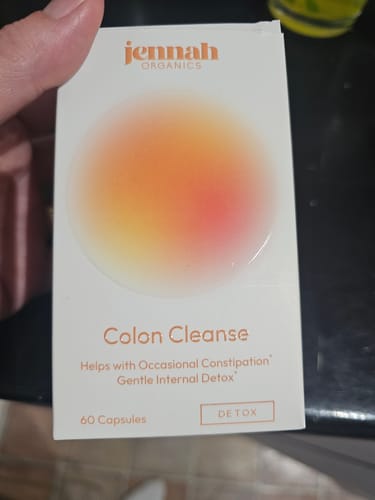 jennah
ORGANICS
Colon Cleanse
Helps with Occasional Constipation*
Gentle Internal Detox*
60 Capsules
DETOX